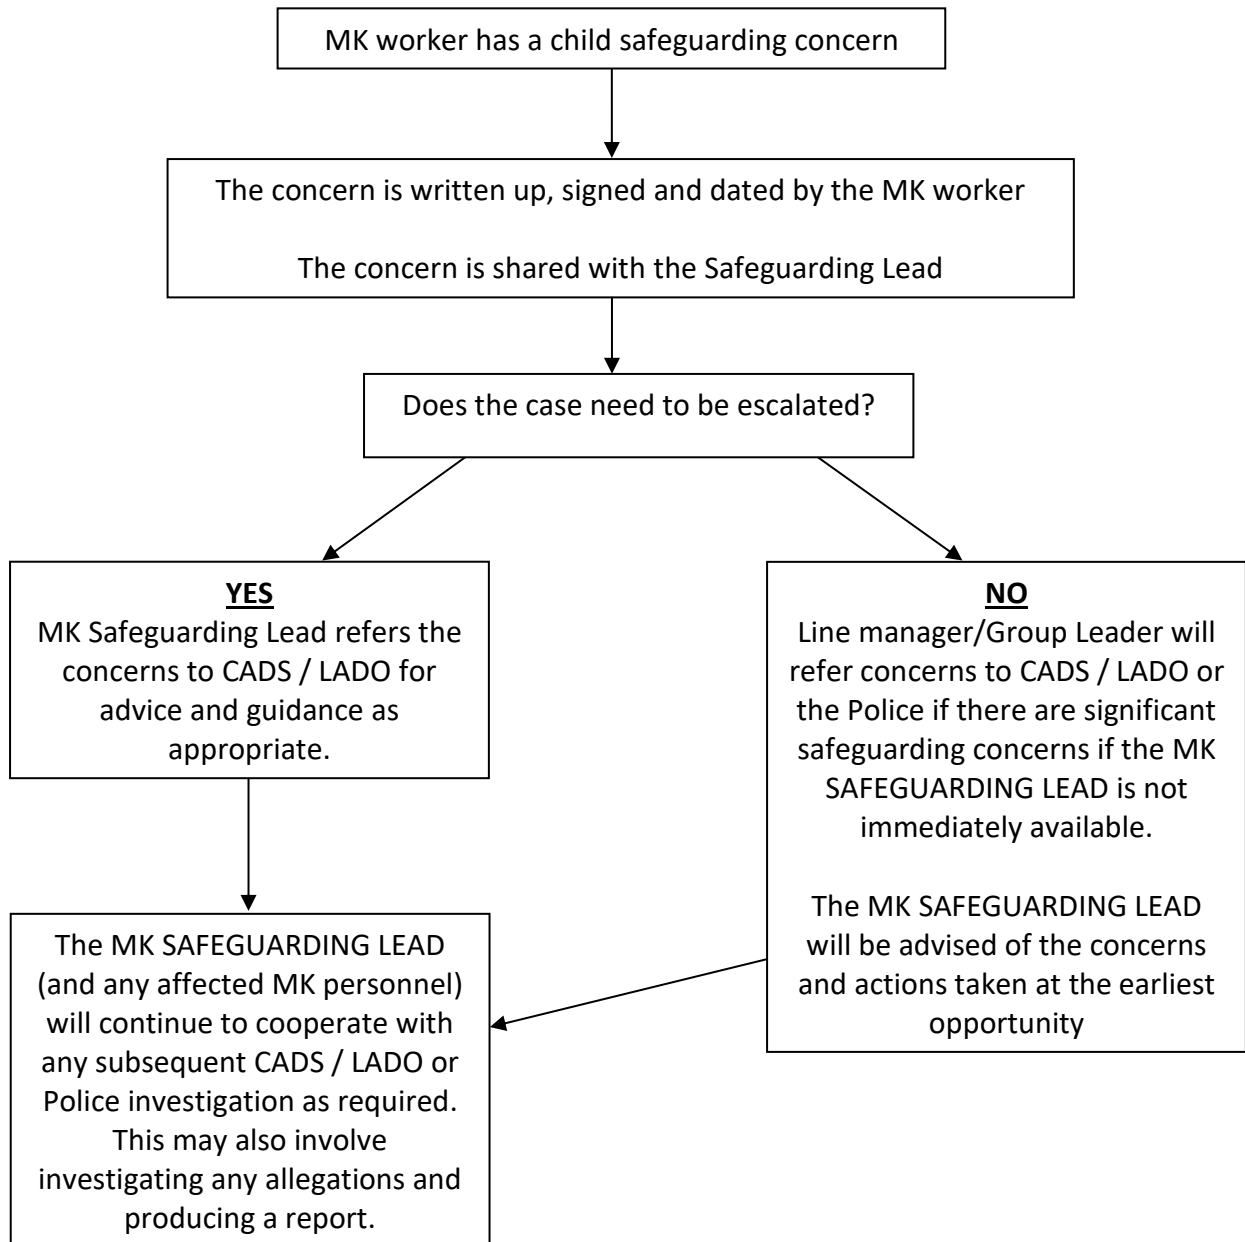 MK worker has a child safeguarding concern
The concern is written up, signed and dated by the MK worker
The concern is shared with the Safeguarding Lead
Does the case need to be escalated?
YES
MK Safeguarding Lead refers the
concerns to CADS / LADO for
advice and guidance as
appropriate.
NO
Line manager/Group Leader will
refer concerns to CADS / LADO or
the Police if there are significant
safeguarding concerns if the MK
SAFEGUARDING LEAD is not
immediately available.
The MK SAFEGUARDING LEAD
will be advised of the concerns
and actions taken at the earliest
opportunity
The MK SAFEGUARDING LEAD
(and any affected MK personnel)
will continue to cooperate with
any subsequent CADS / LADO or
Police investigation as required.
This may also involve
investigating any allegations and
producing a report.